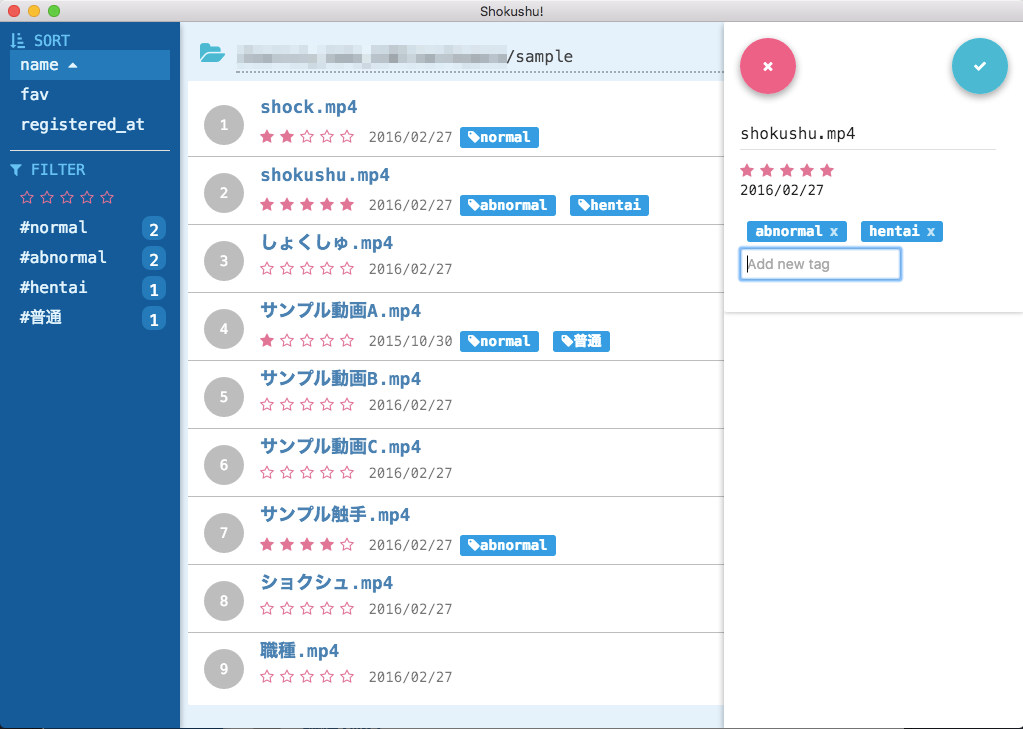 Shokushu!
SORT
name
fav
registered_at
FILTER
#normal 2
#abnormal 2
#hentai 1
#普通 1
/sample
1 shock.mp4
2016/02/27 normal
2 shokushu.mp4
2016/02/27 abnormal hentai
3 しょくしゅ.mp4
2016/02/27
4 サンプル動画A.mp4
2015/10/30 normal 普通
5 サンプル動画B.mp4
2016/02/27
6 サンプル動画C.mp4
2016/02/27
7 サンプル触手.mp4
2016/02/27 abnormal
8 ショクシュ.mp4
2016/02/27
9 職種.mp4
2016/02/27
shokushu.mp4
2016/02/27
abnormal x hentai x
Add new tag